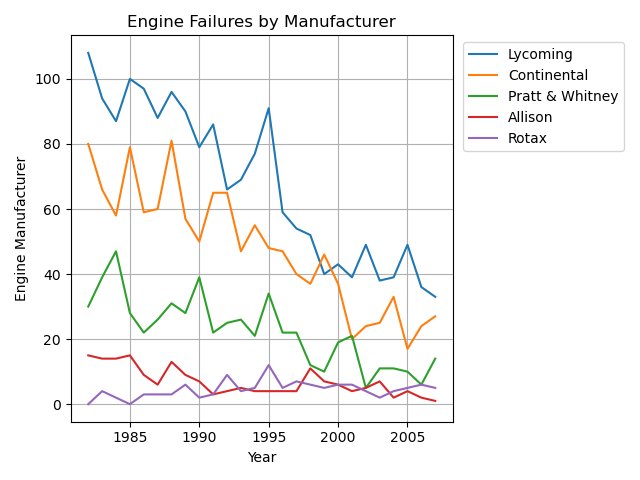 Engine Failures by Manufacturer
Lycoming
Continental
Pratt & Whitney
Allison
Rotax
Engine Manufacturer
100
80
60
40
20
0
1985 1990 1995 2000 2005
Year